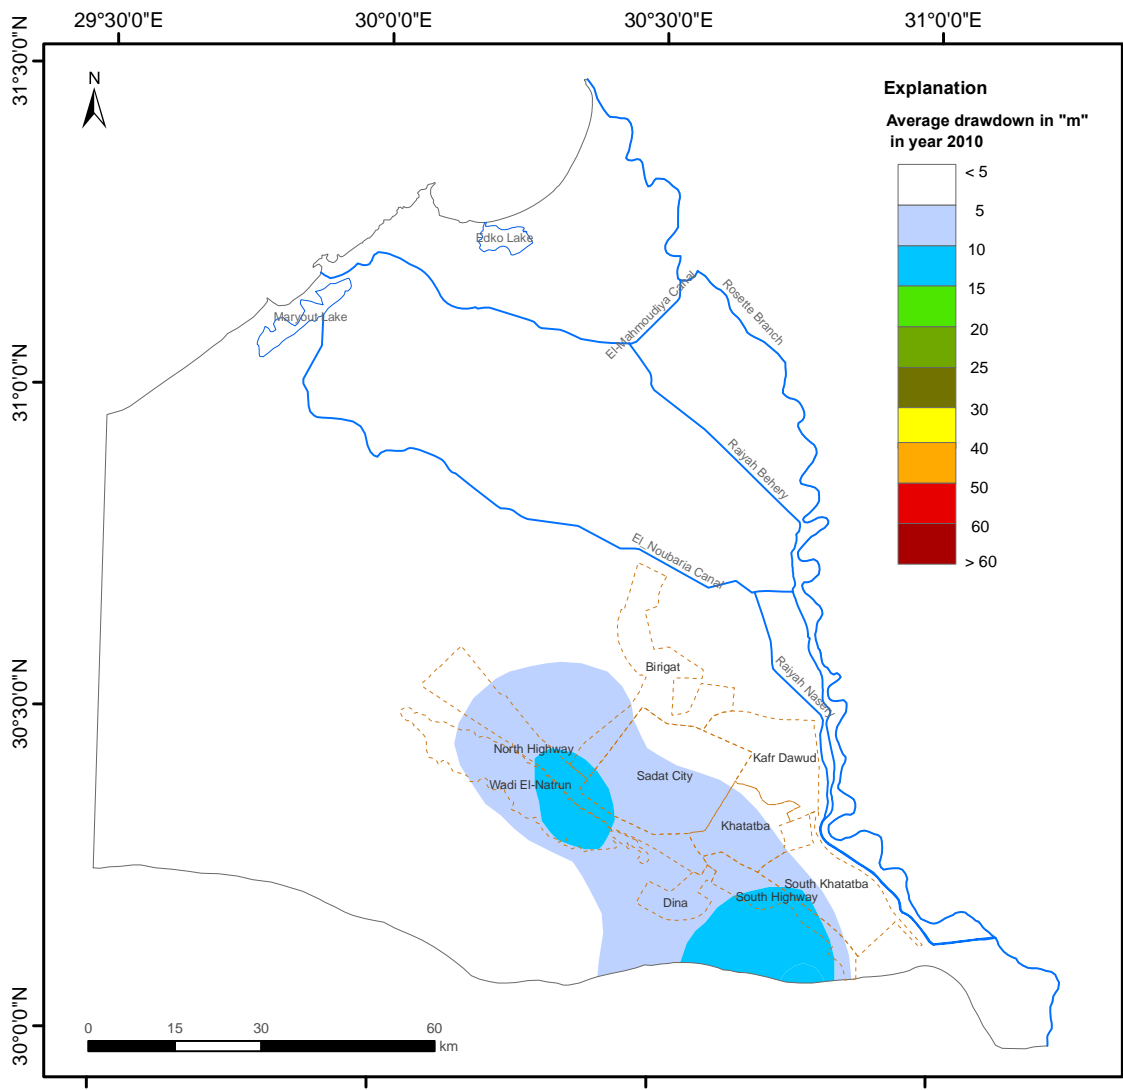 29°30'0"E
30°0'0"E
30°30'0"E
31°0'0"E
31°30'0"N
31°0'0"N
30°30'0"N
30°0'0"N
N
Explanation
Average drawdown in "m"
in year 2010
< 5
5
10
15
20
25
30
40
50
60
> 60
Edko Lake
Maryout Lake
El-Mahmoudiya Canal
Rosette Branch
Raiyah Behery
El_Noubaria Canal
Raiyah Nasery
Birigat
North Highway
Kafr Dawud
Sadat City
Wadi El-Natrun
Khatatba
South Khatatba
South Highway
Dina
0 15 30 60
km